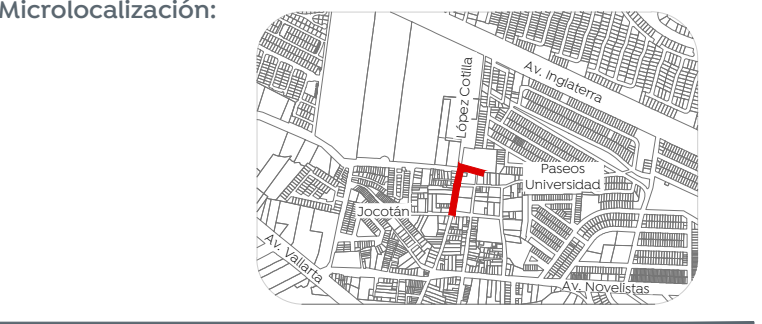 Microlocalización:
Av. Inglaterra
López Cotilla
Paseos
Universidad
Jocotán
Av. Vallarta
Av. Novelistas